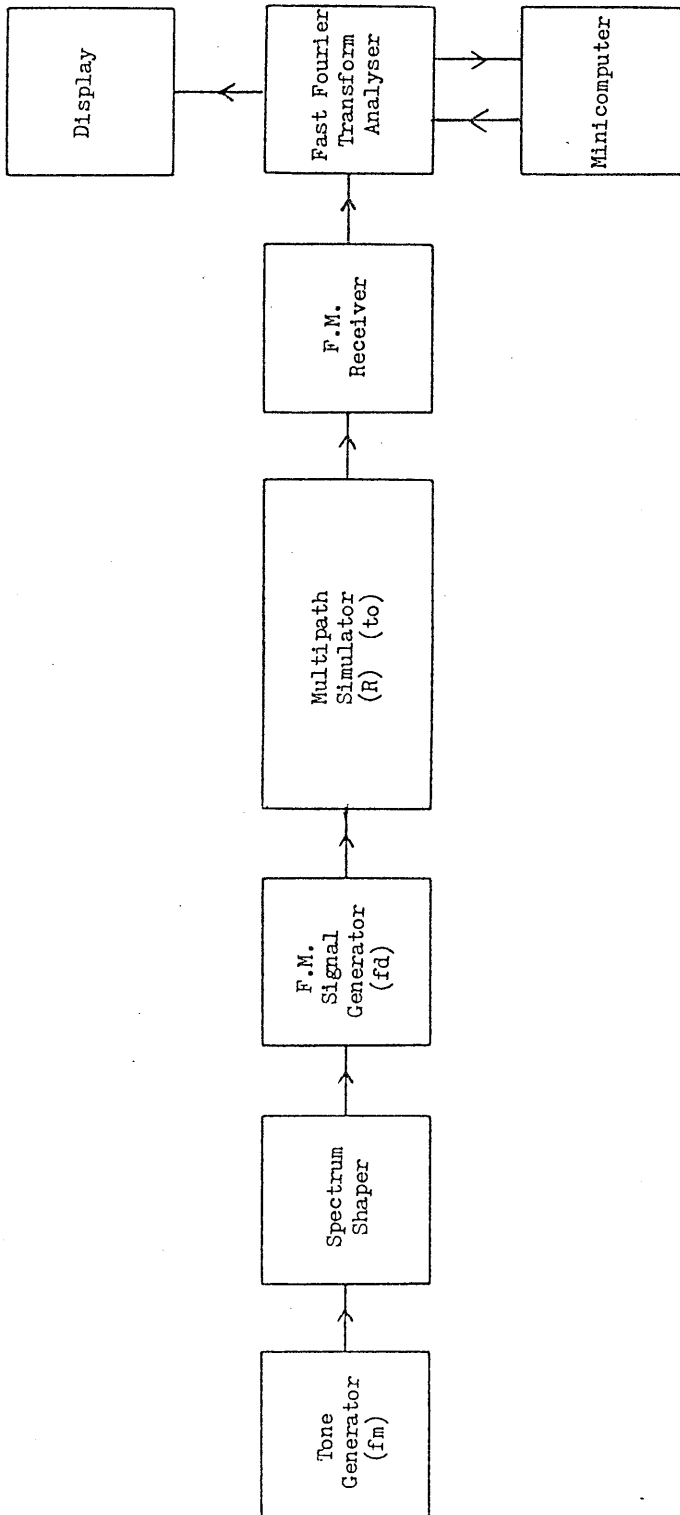 Tone
Generator
(fm)
Spectrum
Shaper
F.M.
Signal
Generator
(fd)
Multipath
Simulator
(R) (to)
F.M.
Receiver
Fast Fourier
Transform
Analyser
Display
Minicomputer